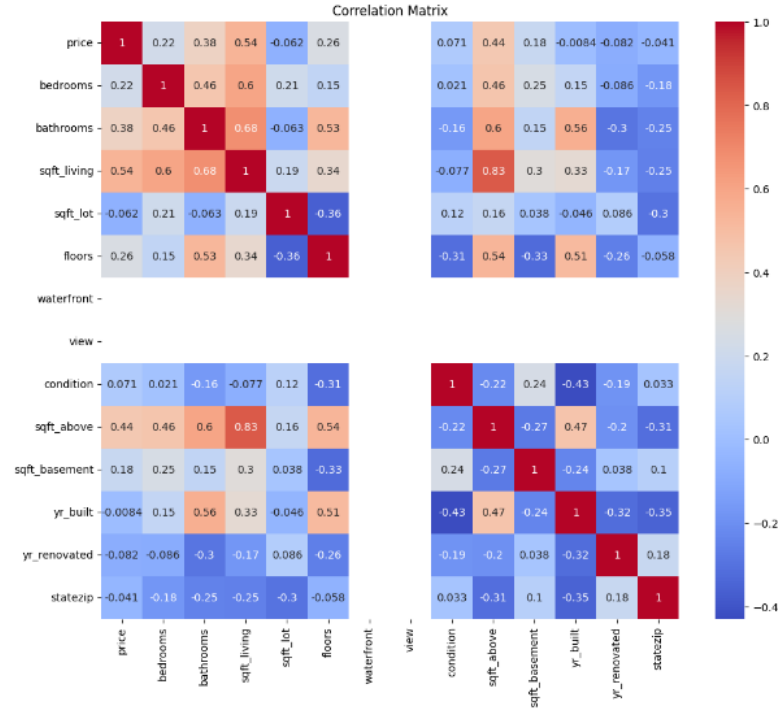 Correlation Matrix
price 1 0.22 0.38 0.54 -0.062 0.26 0.071 0.44 0.18 -0.0084 -0.082 -0.041
bedrooms 0.22 1 0.46 0.6 0.21 0.15 0.021 0.46 0.25 0.15 -0.086 -0.18
bathrooms 0.38 0.46 1 0.68 -0.063 0.53 -0.16 0.6 0.15 0.56 -0.3 -0.25
sqft_living 0.54 0.6 0.68 1 0.19 0.34 -0.077 0.83 0.3 0.33 -0.17 -0.25
sqft_lot -0.062 0.21 -0.063 0.19 1 -0.36 0.12 0.16 0.038 -0.046 0.086 -0.3
floors 0.26 0.15 0.53 0.34 -0.36 1 -0.31 0.54 -0.33 0.51 -0.26 -0.058
waterfront
view
condition 0.071 0.021 -0.16 -0.077 0.12 -0.31 1 -0.22 0.24 -0.43 -0.19 0.033
sqft_above 0.44 0.46 0.6 0.83 0.16 0.54 -0.22 1 -0.27 0.47 -0.2 -0.31
sqft_basement 0.18 0.25 0.15 0.3 0.038 -0.33 0.24 -0.27 1 -0.24 0.038 0.1
yr_built -0.0084 0.15 0.56 0.33 -0.046 0.51 -0.43 0.47 -0.24 1 -0.32 -0.35
yr_renovated -0.082 -0.086 -0.3 -0.17 0.086 -0.26 -0.19 -0.2 0.038 -0.32 1 0.18
statezip -0.041 -0.18 -0.25 -0.25 -0.3 -0.058 0.033 -0.31 0.1 -0.35 0.18 1
price bedrooms bathrooms sqft_living sqft_lot floors waterfront view condition sqft_above sqft_basement yr_built yr_renovated statezip
1.0
0.8
0.6
0.4
0.2
0.0
-0.2
-0.4